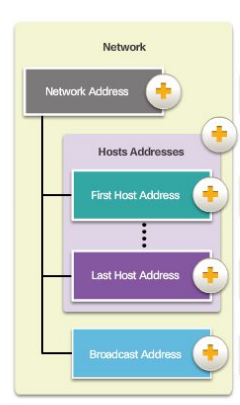 Network
Network Address
Hosts Addresses
First Host Address
Last Host Address
Broadcast Address